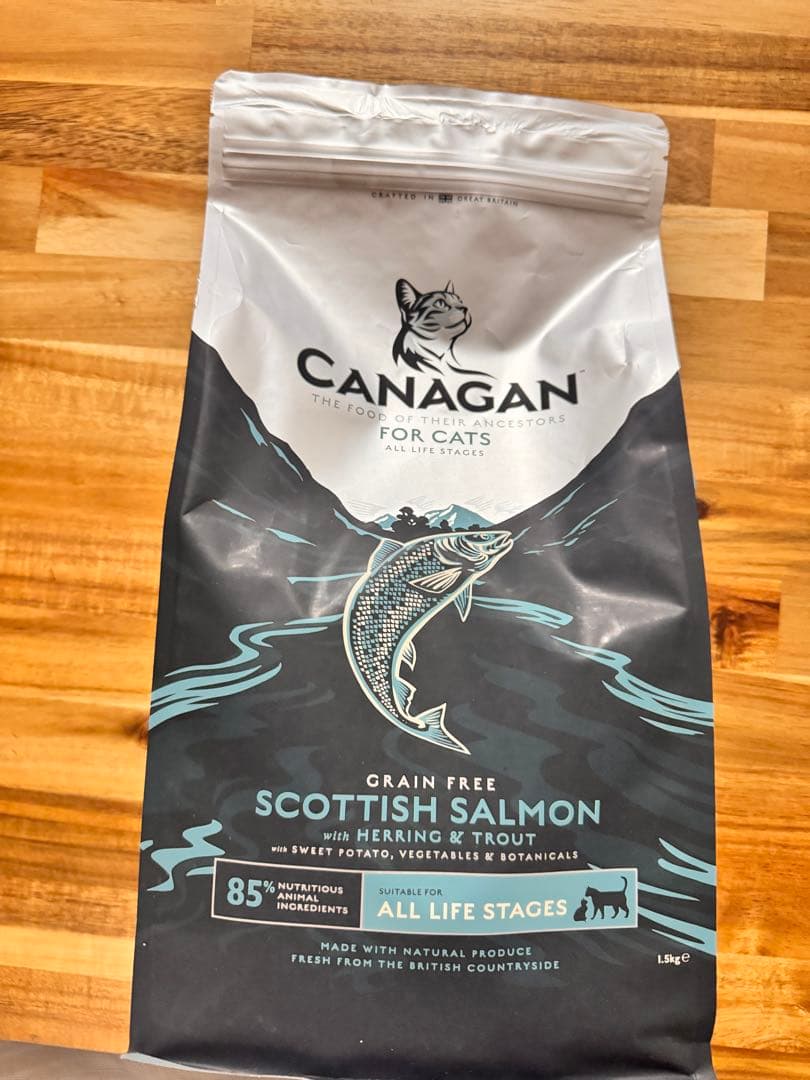 CRAFTED IN GREAT BRITAIN
CANAGAN™
THE FOOD OF THEIR ANCESTORS
FOR CATS
ALL LIFE STAGES
GRAIN FREE
SCOTTISH SALMON
with HERRING & TROUT
with SWEET POTATO, VEGETABLES & BOTANICALS
85% NUTRITIOUS
ANIMAL
INGREDIENTS
SUITABLE FOR
ALL LIFE STAGES
MADE WITH NATURAL PRODUCE
FRESH FROM THE BRITISH COUNTRYSIDE
1.5kg℮